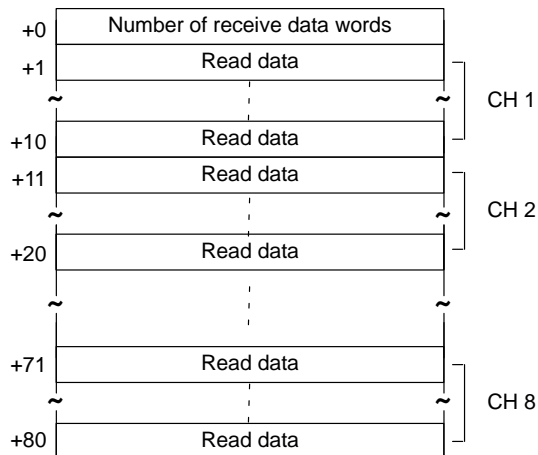 +0 Number of receive data words
+1 Read data
CH 1
+10 Read data
+11 Read data
CH 2
+20 Read data
+71 Read data
CH 8
+80 Read data